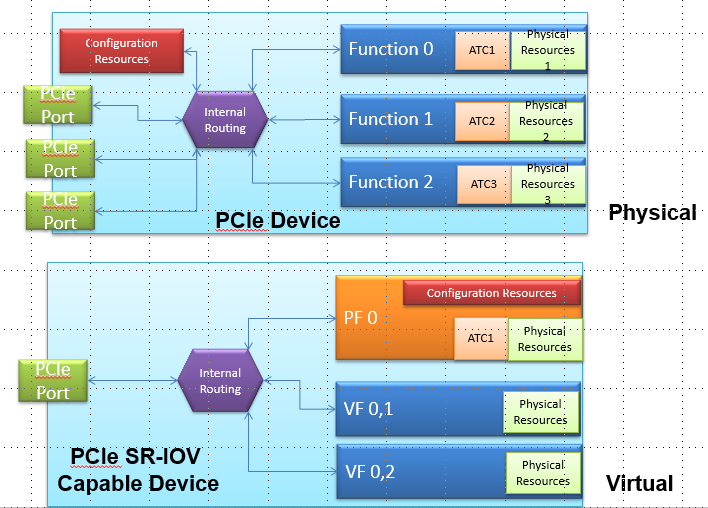 Configuration
Resources
PCIe
Port
PCIe
Port
PCIe
Port
Internal
Routing
Function 0
ATC1
Physical
Resources
1
Function 1
ATC2
Physical
Resources
2
Function 2
ATC3
Physical
Resources
3
PCIe Device
Physical
PCIe
Port
Internal
Routing
Configuration Resources
PF 0
ATC1
Physical
Resources
VF 0,1
Physical
Resources
VF 0,2
Physical
Resources
PCIe SR-IOV
Capable Device
Virtual